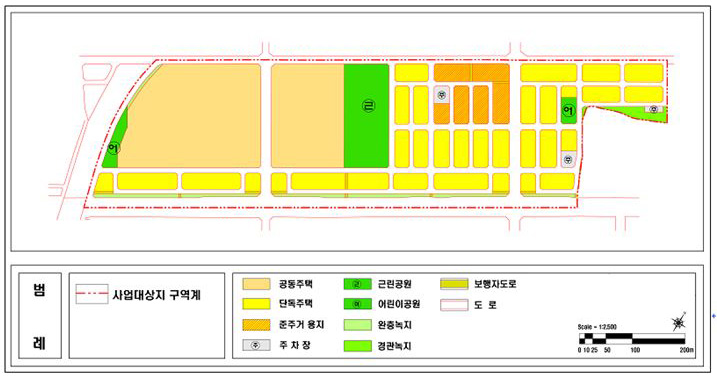 근
주
어
어
주
주
범
례
사업대상지 구역계
공동주택
단독주택
준주거 용지
주 주 차 장
근 근린공원
어 어린이공원
완충녹지
경관녹지
보행자도로
도 로
Scale = 1:2,500
0 10 25 50 100 200m